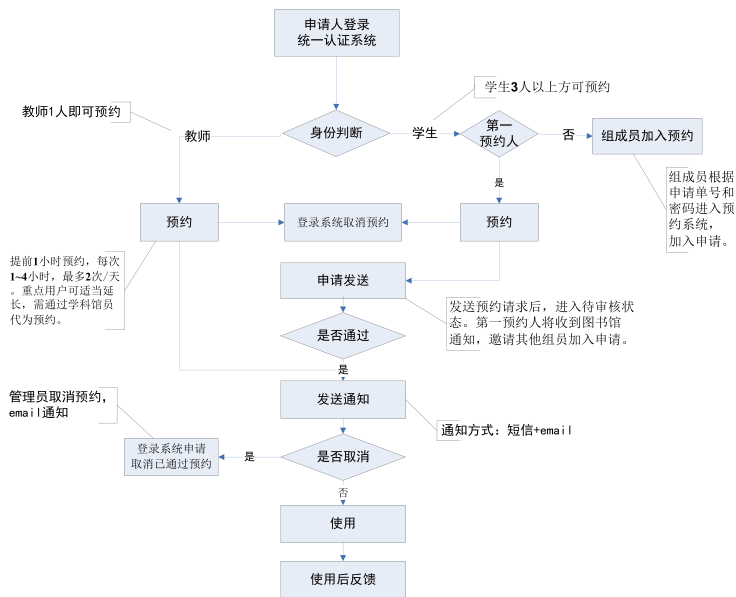 申请人登录
统一认证系统
学生3人以上方可预约
教师1人即可预约
教师
身份判断
学生
第一
预约人
否
组成员加入预约
是
组成员根据
申请单号和
密码进入预
约系统，
加入申请。
预约
登录系统取消预约
预约
提前1小时预约，每次
1~4小时，最多2次/天
。重点用户可适当延
长，需通过学科馆员
代为预约。
申请发送
发送预约请求后，进入待审核状
态。第一预约人将收到图书馆
通知，邀请其他组员加入申请。
是否通过
是
管理员取消预约，
email通知
发送通知
通知方式：短信+email
登录系统申请
取消已通过预约
是
是否取消
否
使用
使用后反馈